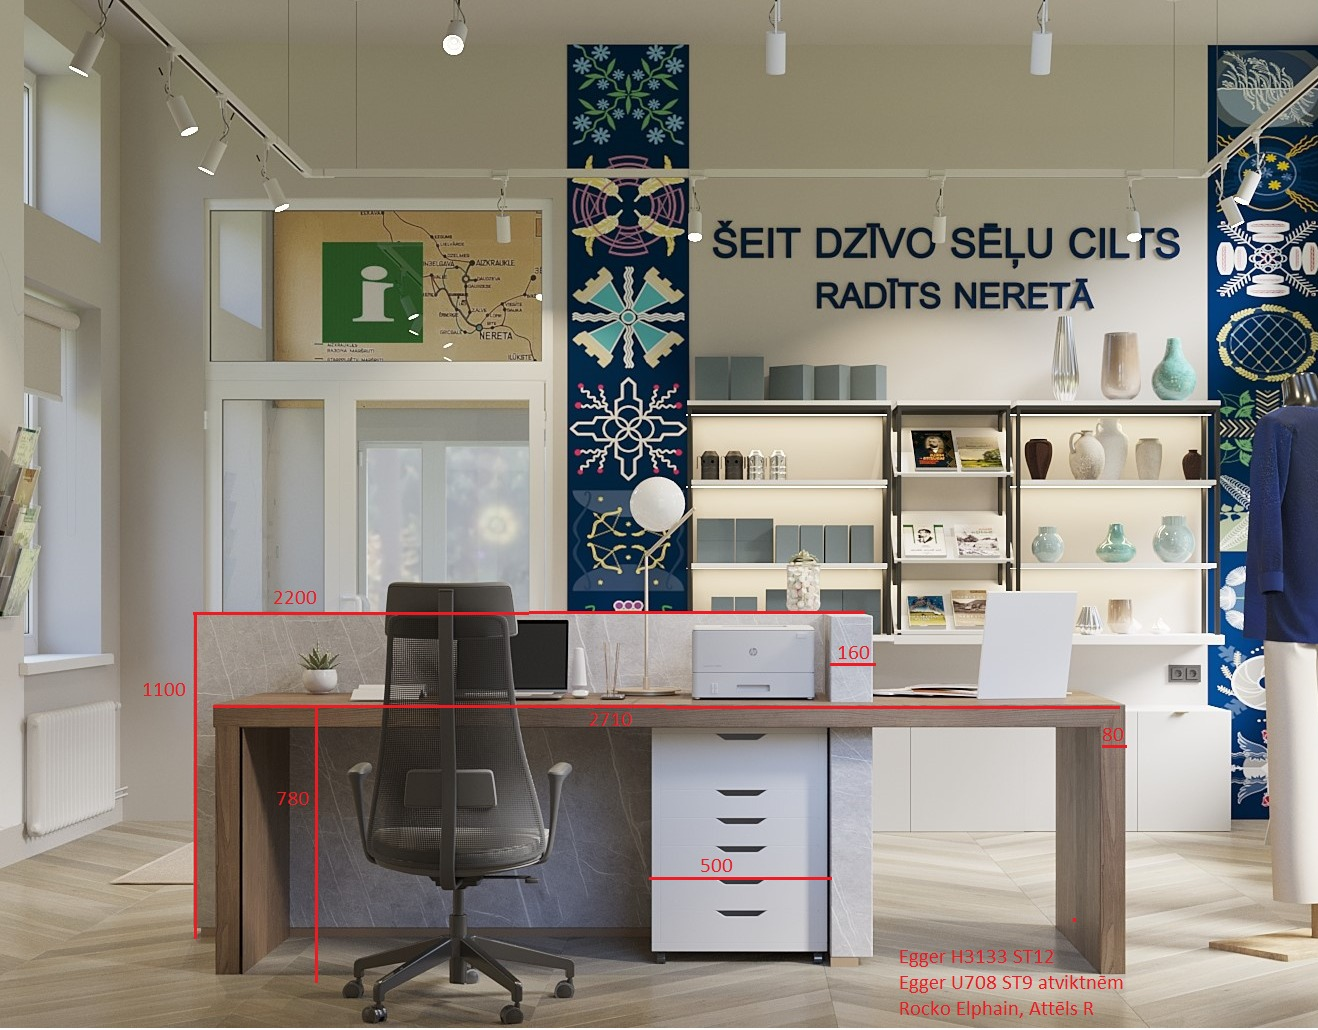 ŠEIT DZĪVO SĒĻU CILTS
RADĪTS NERETĀ
i
AIZKRAUKLE
NERETA
2200
1100
160
2710
80
780
500
Egger H3133 ST12
Egger U708 ST9 atviktnēm
Rocko Elphain, Attēls R